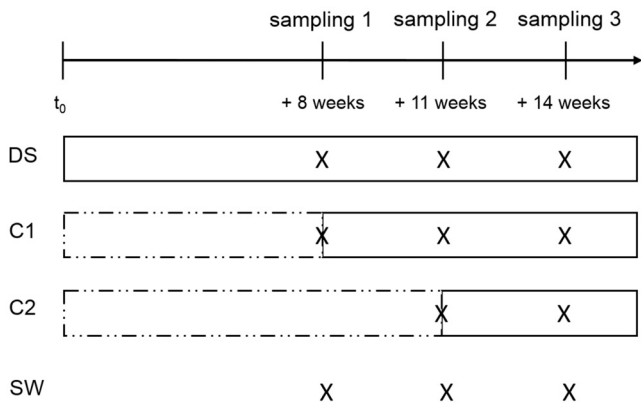 sampling 1 sampling 2 sampling 3
t0 + 8 weeks + 11 weeks + 14 weeks
DS X X X
C1 X X X
C2 X X
SW X X X